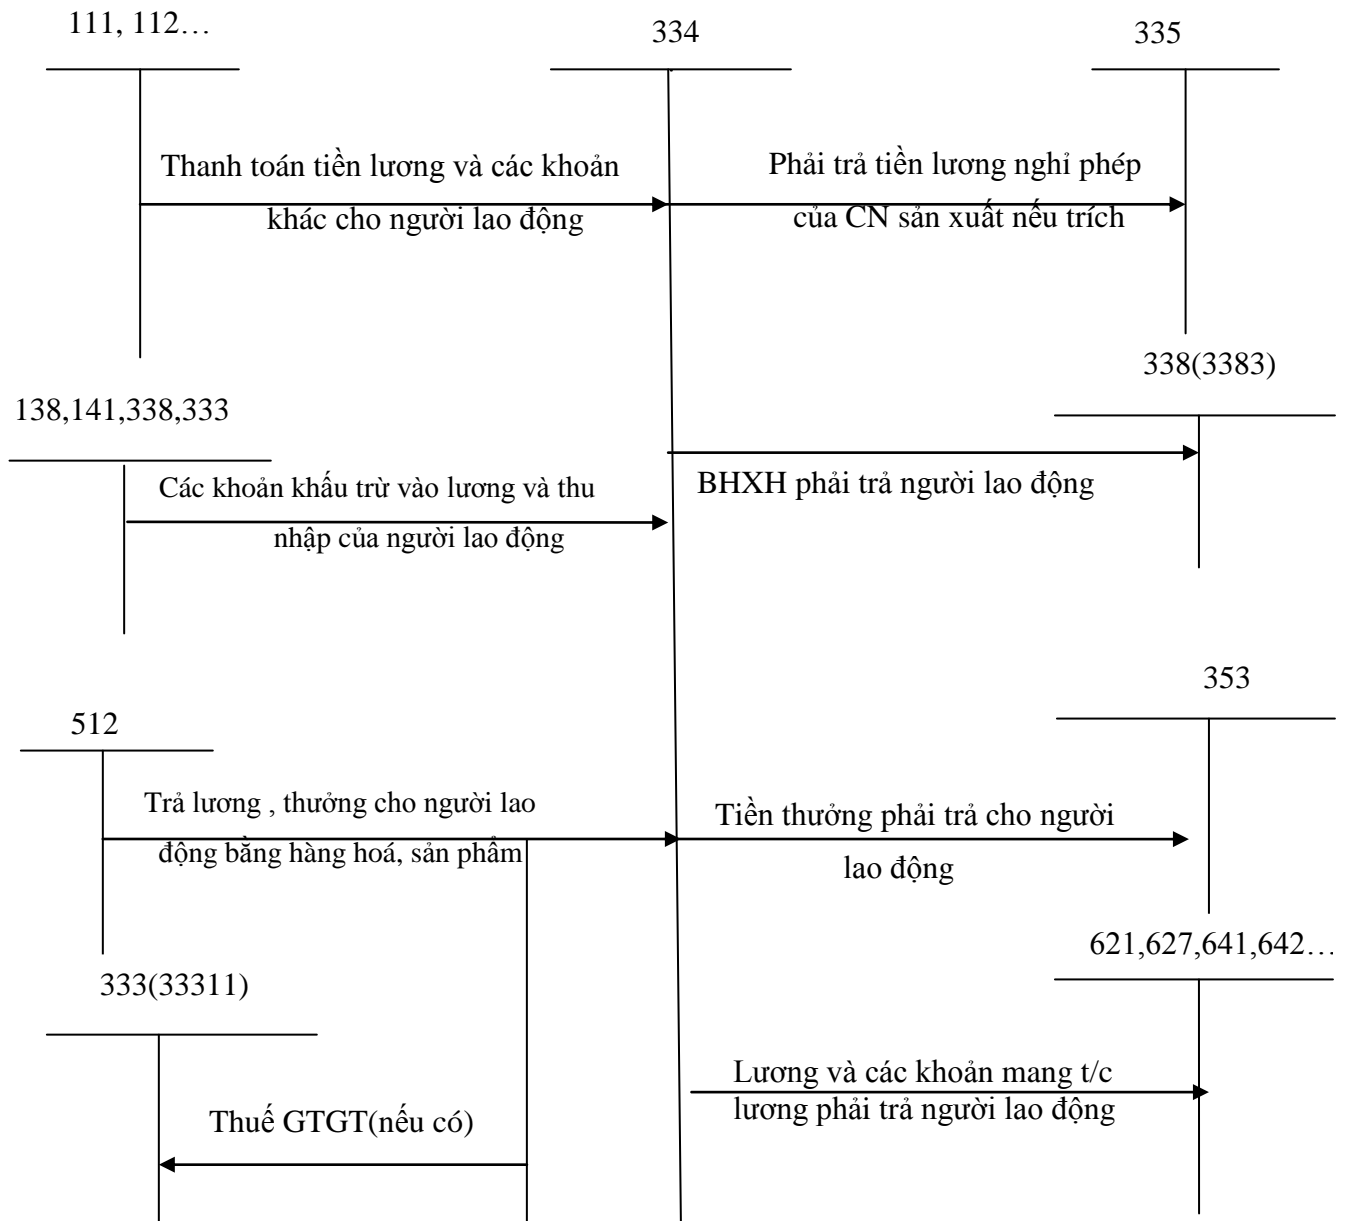 111, 112…
334
335
Thanh toán tiền lương và các khoản
khác cho người lao động
Phải trả tiền lương nghỉ phép
của CN sản xuất nếu trích
338(3383)
138,141,338,333
Các khoản khấu trừ vào lương và thu
nhập của người lao động
BHXH phải trả người lao động
353
512
Trả lương , thưởng cho người lao
động bằng hàng hoá, sản phẩm
Tiền thưởng phải trả cho người
lao động
621,627,641,642…
333(33311)
Lương và các khoản mang t/c
lương phải trả người lao động
Thuế GTGT(nếu có)